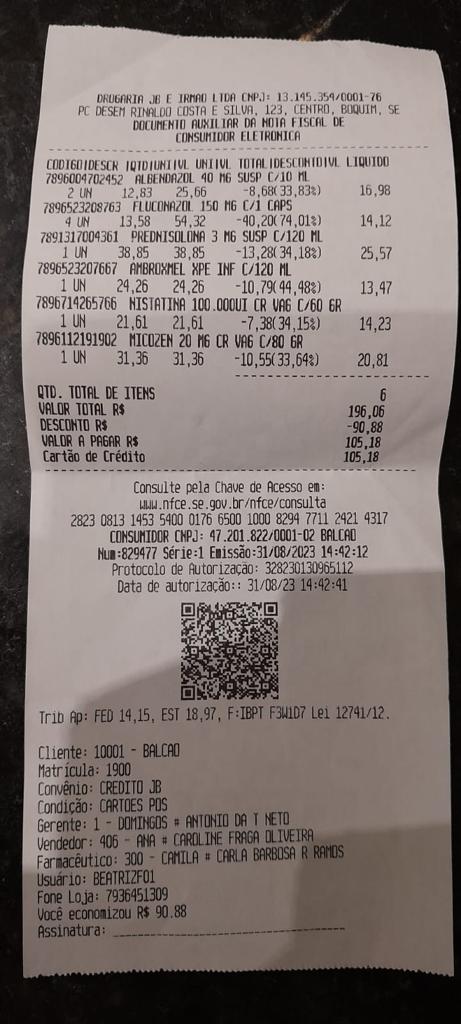 DROGARIA JB E IRMAO LTDA CNPJ: 13.145.354/0001-76
PC DESEM RINALDO COSTA E SILVA, 123, CENTRO, BOQUIM, SE
DOCUMENTO AUXILIAR DA NOTA FISCAL DE
CONSUMIDOR ELETRONICA
CODIGO|DESCR |QTD|UN|(VL UN)|VL TOTAL|DESCONTO|VL LIQUIDO
7896004702452 ALBENDAZOL 40 MG SUSP C/10 ML
2 UN 12,83 25,66 -8,68(33,83%) 16,98
7896523208763 FLUCONAZOL 150 MG C/1 CAPS
4 UN 13,58 54,32 -40,20(74,01%) 14,12
7891317004361 PREDNISOLONA 3 MG SUSP C/120 ML
1 UN 38,85 38,85 -13,28(34,18%) 25,57
7896523207667 AMBROXMEL XPE INF C/120 ML
1 UN 24,26 24,26 -10,79(44,48%) 13,47
7896714265766 NISTATINA 100.000UI CR VAG C/60 GR
1 UN 21,61 21,61 -7,38(34,15%) 14,23
7896112191902 MICOZEN 20 MG CR VAG C/80 GR
1 UN 31,36 31,36 -10,55(33,64%) 20,81
QTD. TOTAL DE ITENS 6
VALOR TOTAL R$ 196,06
DESCONTO R$ -90,88
VALOR A PAGAR R$ 105,18
Cartão de Crédito 105,18
Consulte pela Chave de Acesso em:
www.nfce.se.gov.br/nfce/consulta
2823 0813 1453 5400 0176 6500 1000 8294 7711 2421 4317
CONSUMIDOR CNPJ: 47.201.822/0001-02 BALCAO
Num:829477 Série:1 Emissão:31/08/2023 14:42:12
Protocolo de Autorização: 328230130965112
Data de autorização:: 31/08/23 14:42:41
Trib Ap: FED 14,15, EST 18,97, F:IBPT F3W1D7 Lei 12741/12.
Cliente: 10001 - BALCAO
Matrícula: 1900
Convênio: CREDITO JB
Condição: CARTOES POS
Gerente: 1 - DOMINGOS # ANTONIO DA T NETO
Vendedor: 406 - ANA # CAROLINE FRAGA OLIVEIRA
Farmacêutico: 300 - CAMILA # CARLA BARBOSA R RAMOS
Usuário: BEATRIZF01
Fone Loja: 7936451309
Você economizou R$ 90.88
Assinatura: